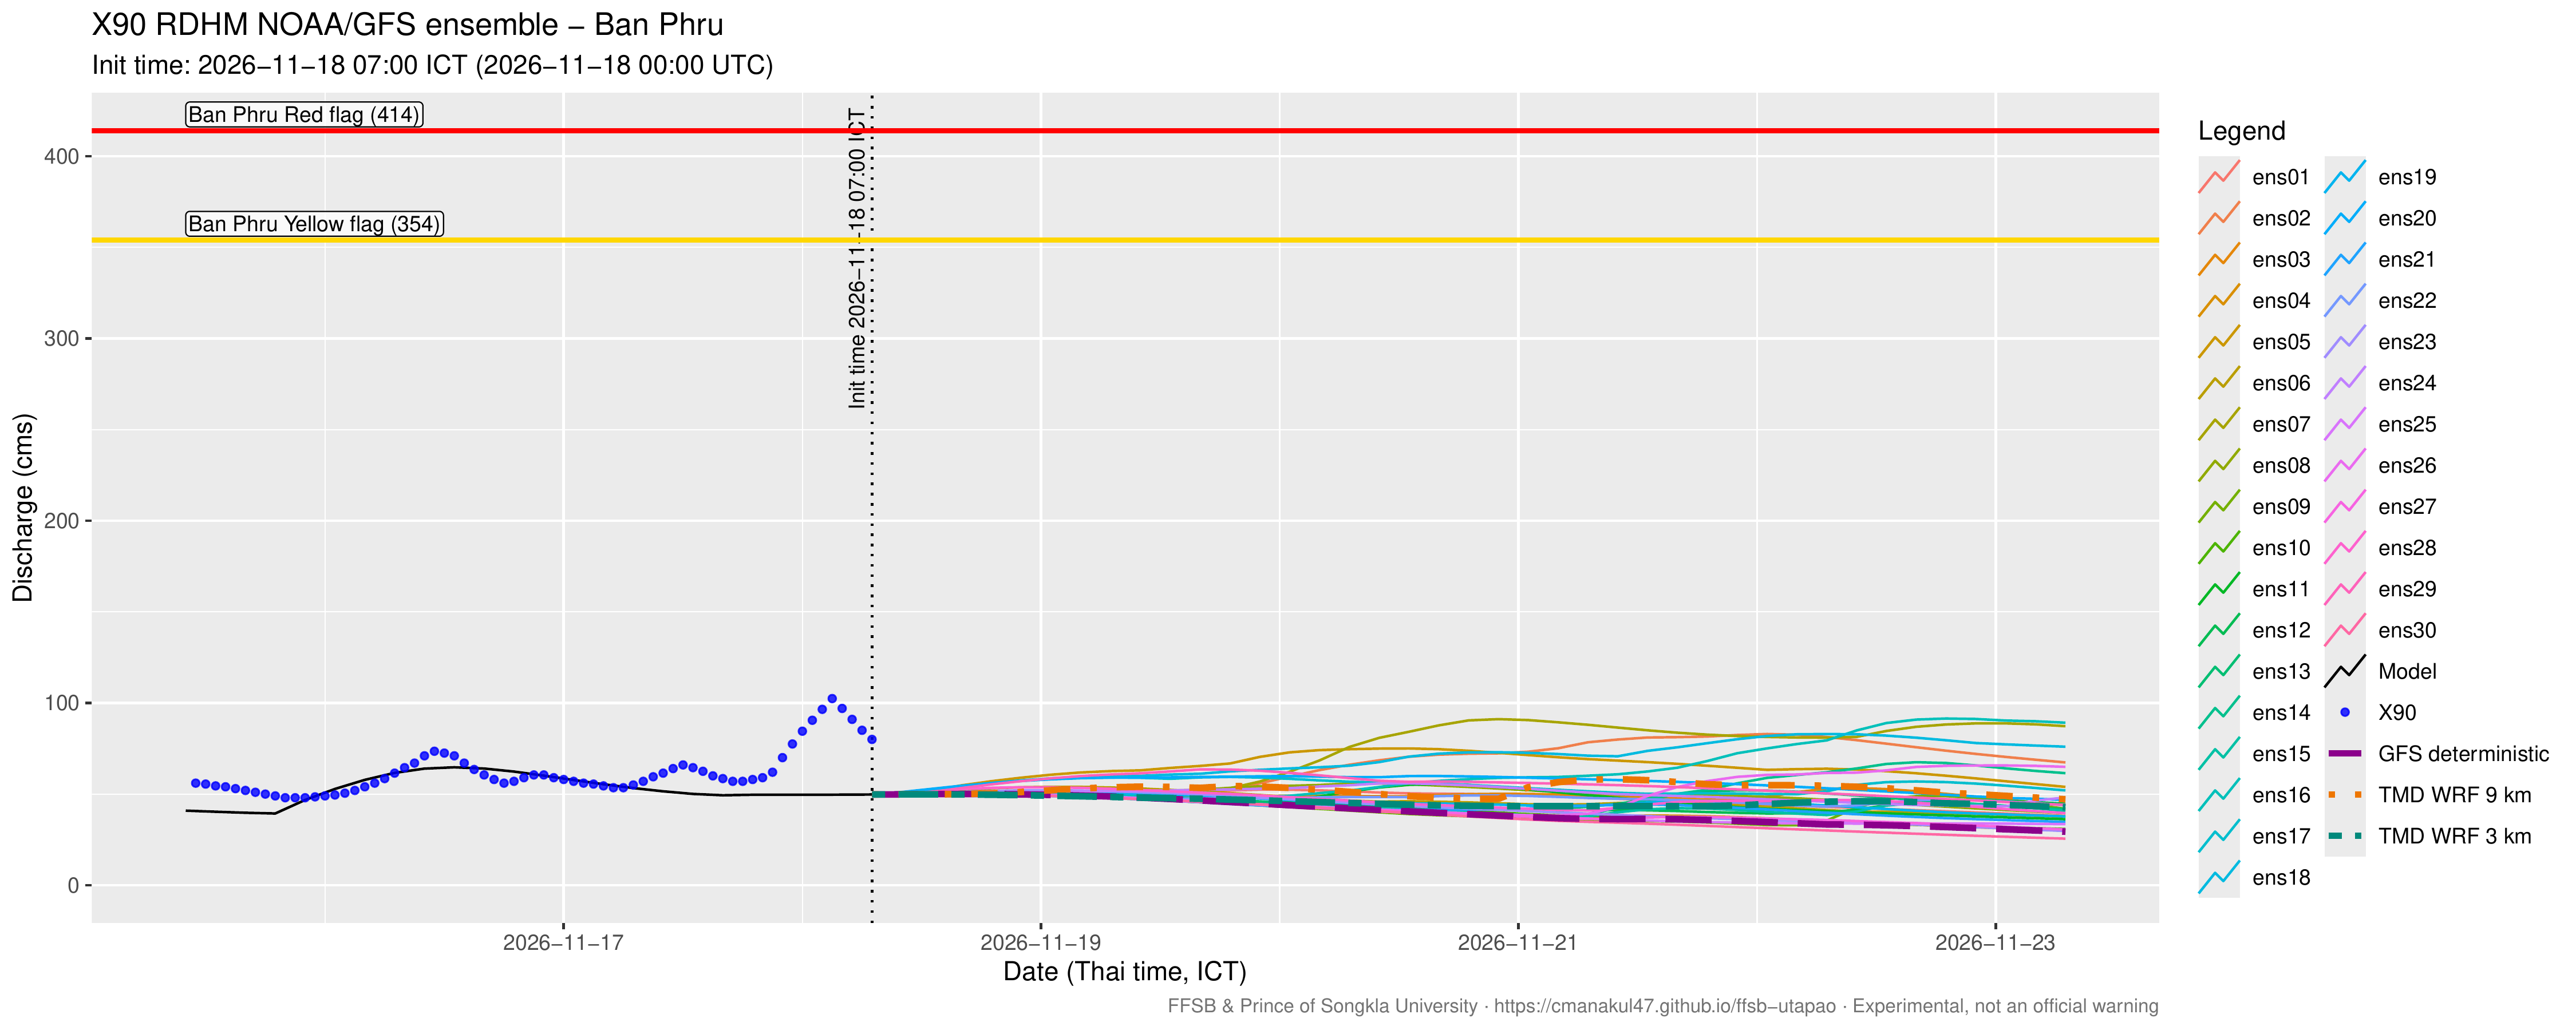 X90 RDHM NOAA/GFS ensemble – Ban Phru
Init time: 2026–11–18 07:00 ICT (2026–11–18 00:00 UTC)
Ban Phru Red flag (414)
Ban Phru Yellow flag (354)
Init time 2026–11–18 07:00 ICT
Discharge (cms)
400
300
200
100
0
2026–11–17
2026–11–19
2026–11–21
2026–11–23
Date (Thai time, ICT)
Legend
ens01
ens02
ens03
ens04
ens05
ens06
ens07
ens08
ens09
ens10
ens11
ens12
ens13
ens14
ens15
ens16
ens17
ens18
ens19
ens20
ens21
ens22
ens23
ens24
ens25
ens26
ens27
ens28
ens29
ens30
Model
X90
GFS deterministic
TMD WRF 9 km
TMD WRF 3 km
FFSB & Prince of Songkla University · https://cmanakul47.github.io/ffsb–utapao · Experimental, not an official warning